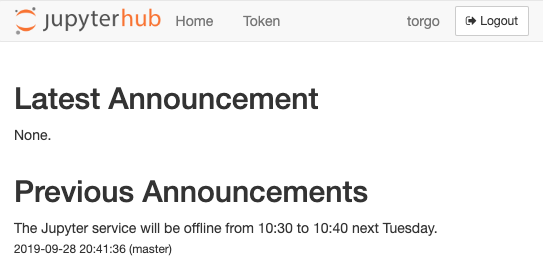 jupyterhub Home Token torgo Logout
Latest Announcement
None.
Previous Announcements
The Jupyter service will be offline from 10:30 to 10:40 next Tuesday.
2019-09-28 20:41:36 (master)